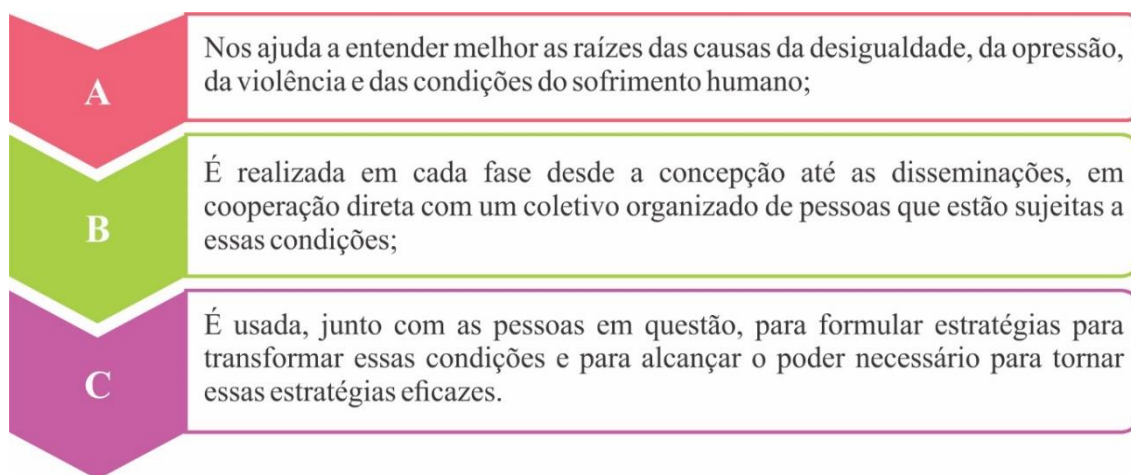 A
Nos ajuda a entender melhor as raízes das causas da desigualdade, da opressão,
da violência e das condições do sofrimento humano;
B
É realizada em cada fase desde a concepção até as disseminações, em
cooperação direta com um coletivo organizado de pessoas que estão sujeitas a
essas condições;
C
É usada, junto com as pessoas em questão, para formular estratégias para
transformar essas condições e para alcançar o poder necessário para tornar
essas estratégias eficazes.